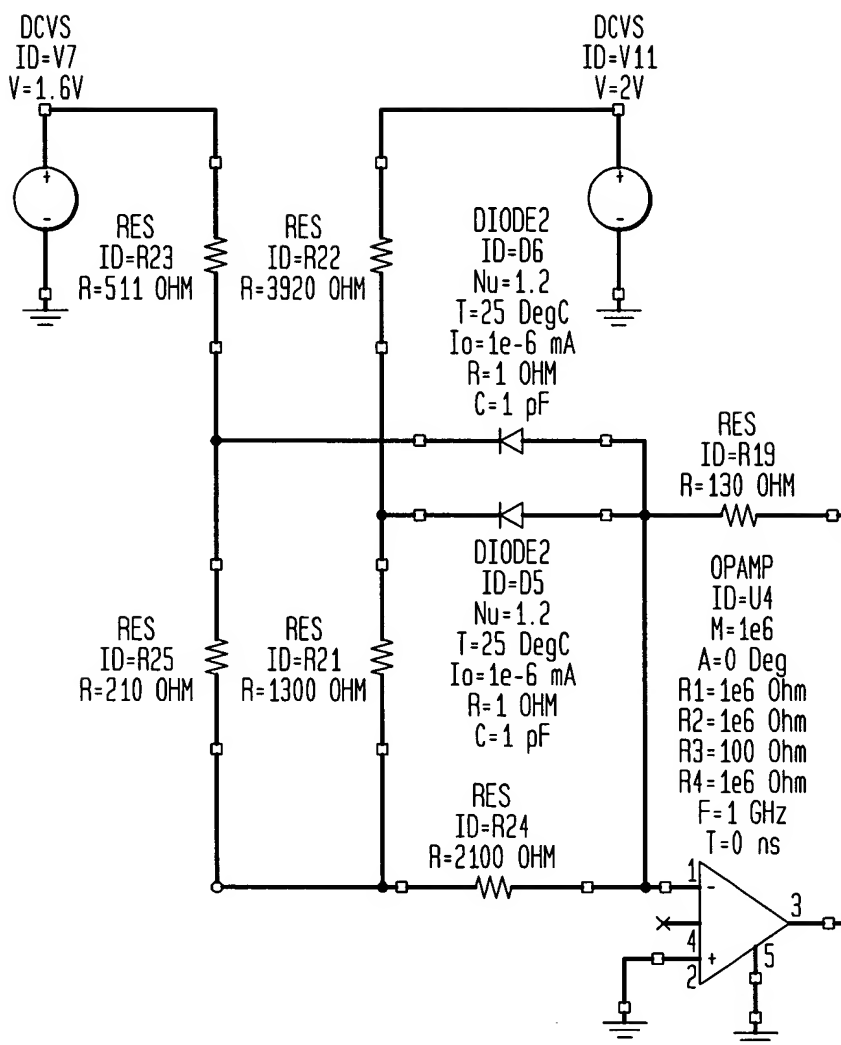 DCVS
ID=V7
V=1.6V
DCVS
ID=V11
V=2V
+
-
+
-
RES
ID=R23
R=511 OHM
RES
ID=R22
R=3920 OHM
DIODE2
ID=D6
Nu=1.2
T=25 DegC
Io=1e-6 mA
R=1 OHM
C=1 pF
RES
ID=R19
R=130 OHM
DIODE2
ID=D5
Nu=1.2
T=25 DegC
Io=1e-6 mA
R=1 OHM
C=1 pF
RES
ID=R25
R=210 OHM
RES
ID=R21
R=1300 OHM
OPAMP
ID=U4
M=1e6
A=0 Deg
R1=1e6 Ohm
R2=1e6 Ohm
R3=100 Ohm
R4=1e6 Ohm
F=1 GHz
T=0 ns
RES
ID=R24
R=2100 OHM
1
-
3
4
+
2
5